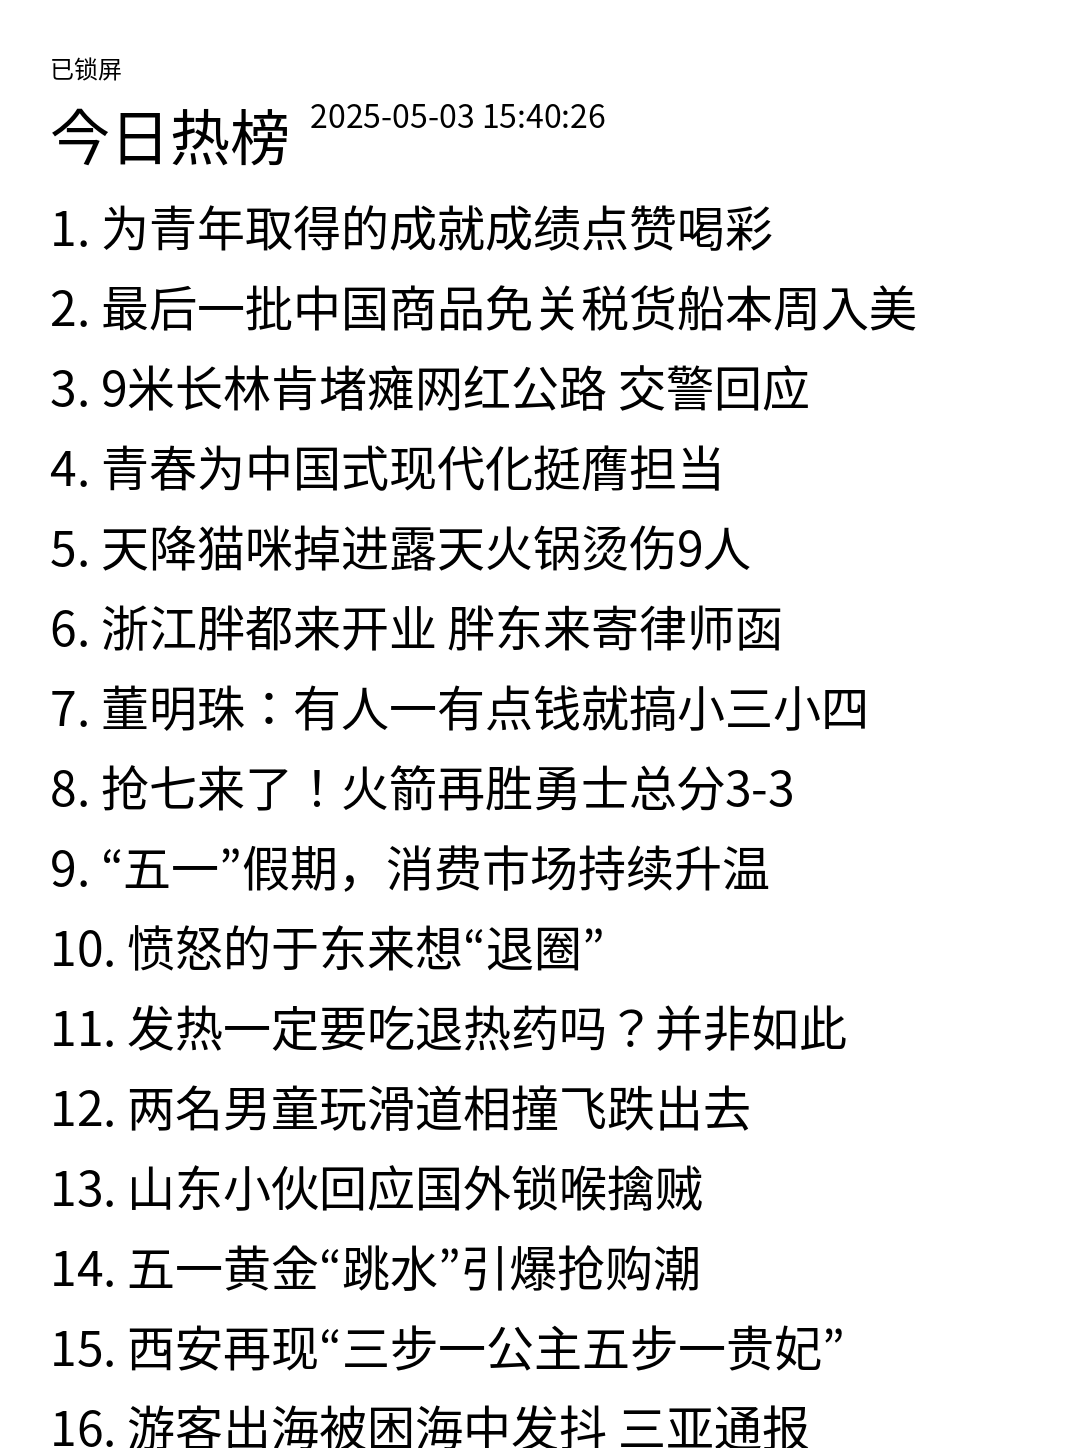 已锁屏
今日热榜 2025-05-03 15:40:26
1. 为青年取得的成就成绩点赞喝彩
2. 最后一批中国商品免关税货船本周入美
3. 9米长林肯堵瘫网红公路 交警回应
4. 青春为中国式现代化挺膺担当
5. 天降猫咪掉进露天火锅烫伤9人
6. 浙江胖都来开业 胖东来寄律师函
7. 董明珠：有人一有点钱就搞小三小四
8. 抢七来了！火箭再胜勇士总分3-3
9. “五一”假期，消费市场持续升温
10. 愤怒的于东来想“退圈”
11. 发热一定要吃退热药吗？并非如此
12. 两名男童玩滑道相撞飞跌出去
13. 山东小伙回应国外锁喉擒贼
14. 五一黄金“跳水”引爆抢购潮
15. 西安再现“三步一公主五步一贵妃”
16. 游客出海被困海中发抖 三亚通报